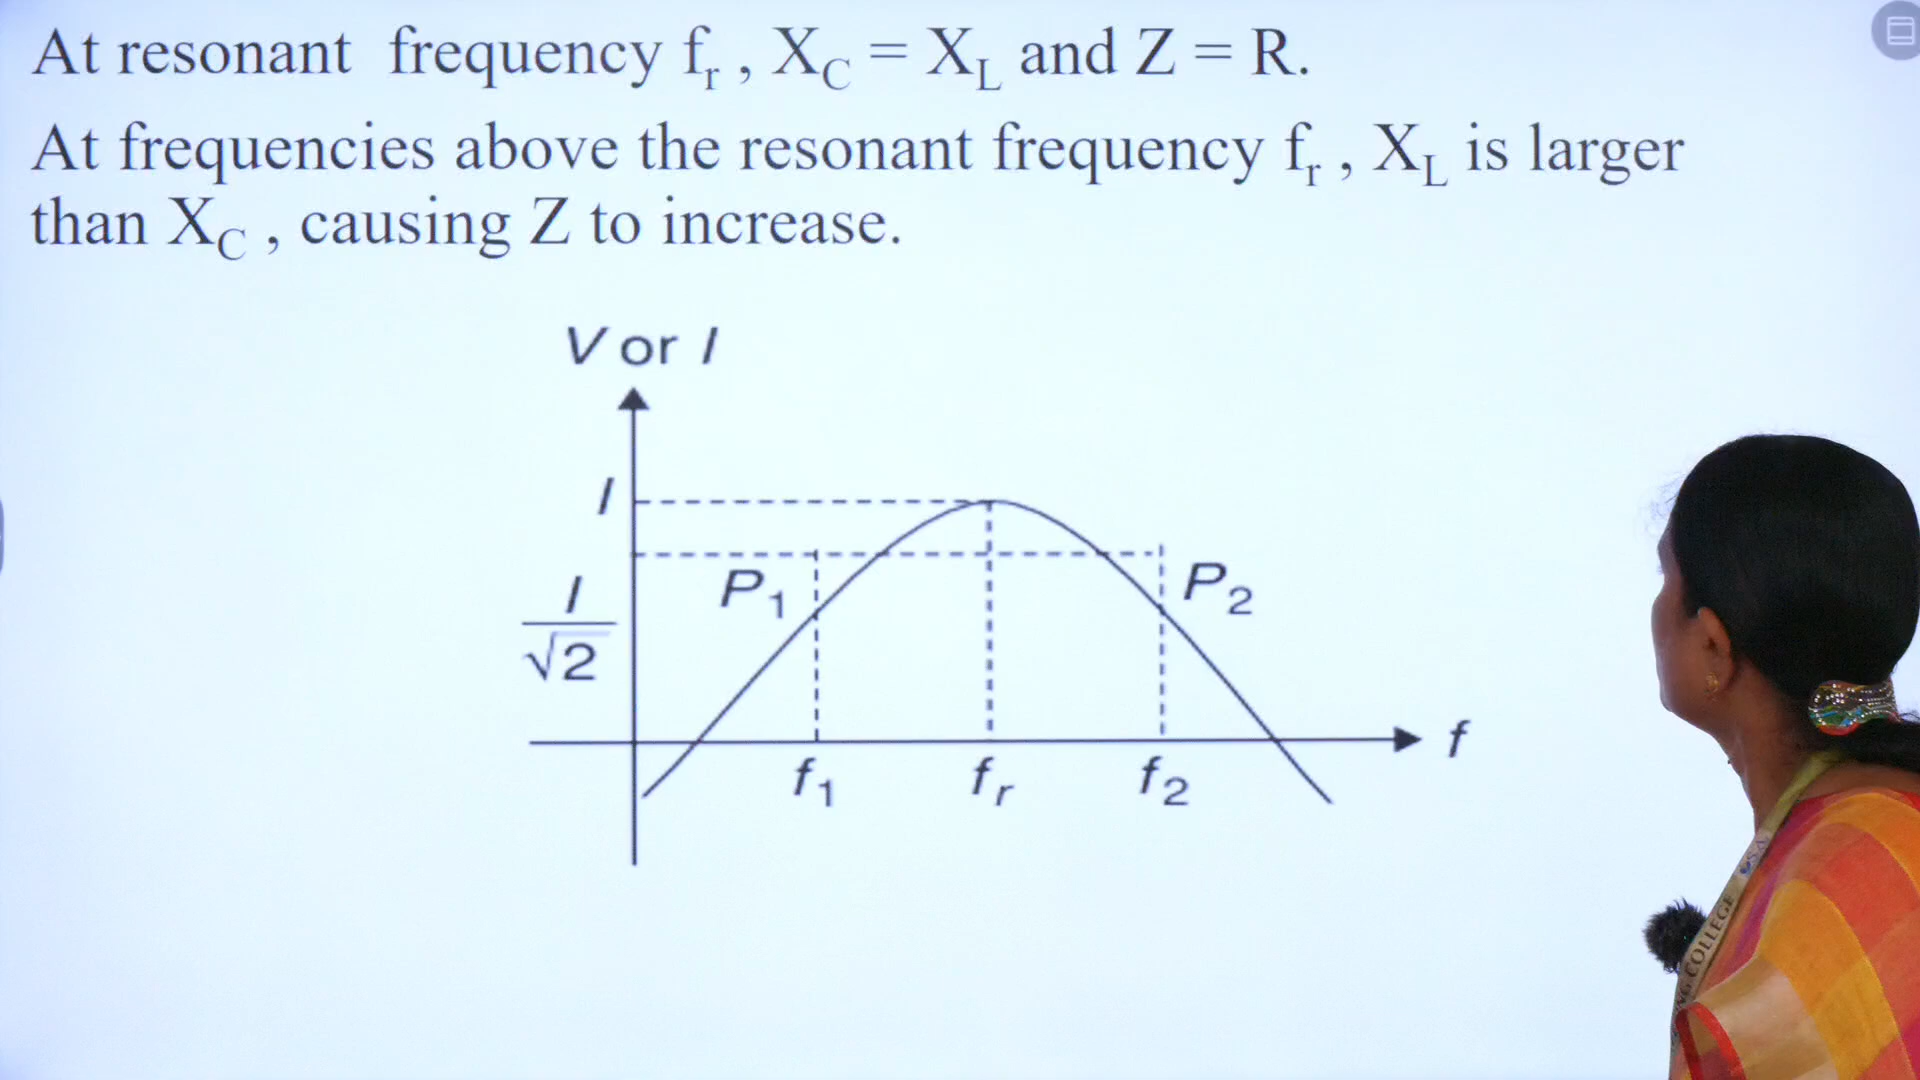 At resonant frequency fr , XC = XL and Z = R.
At frequencies above the resonant frequency fr , XL is larger
than XC , causing Z to increase.
V or I
I
I
√2
P1
P2
f
f1
fr
f2
COLLEGE